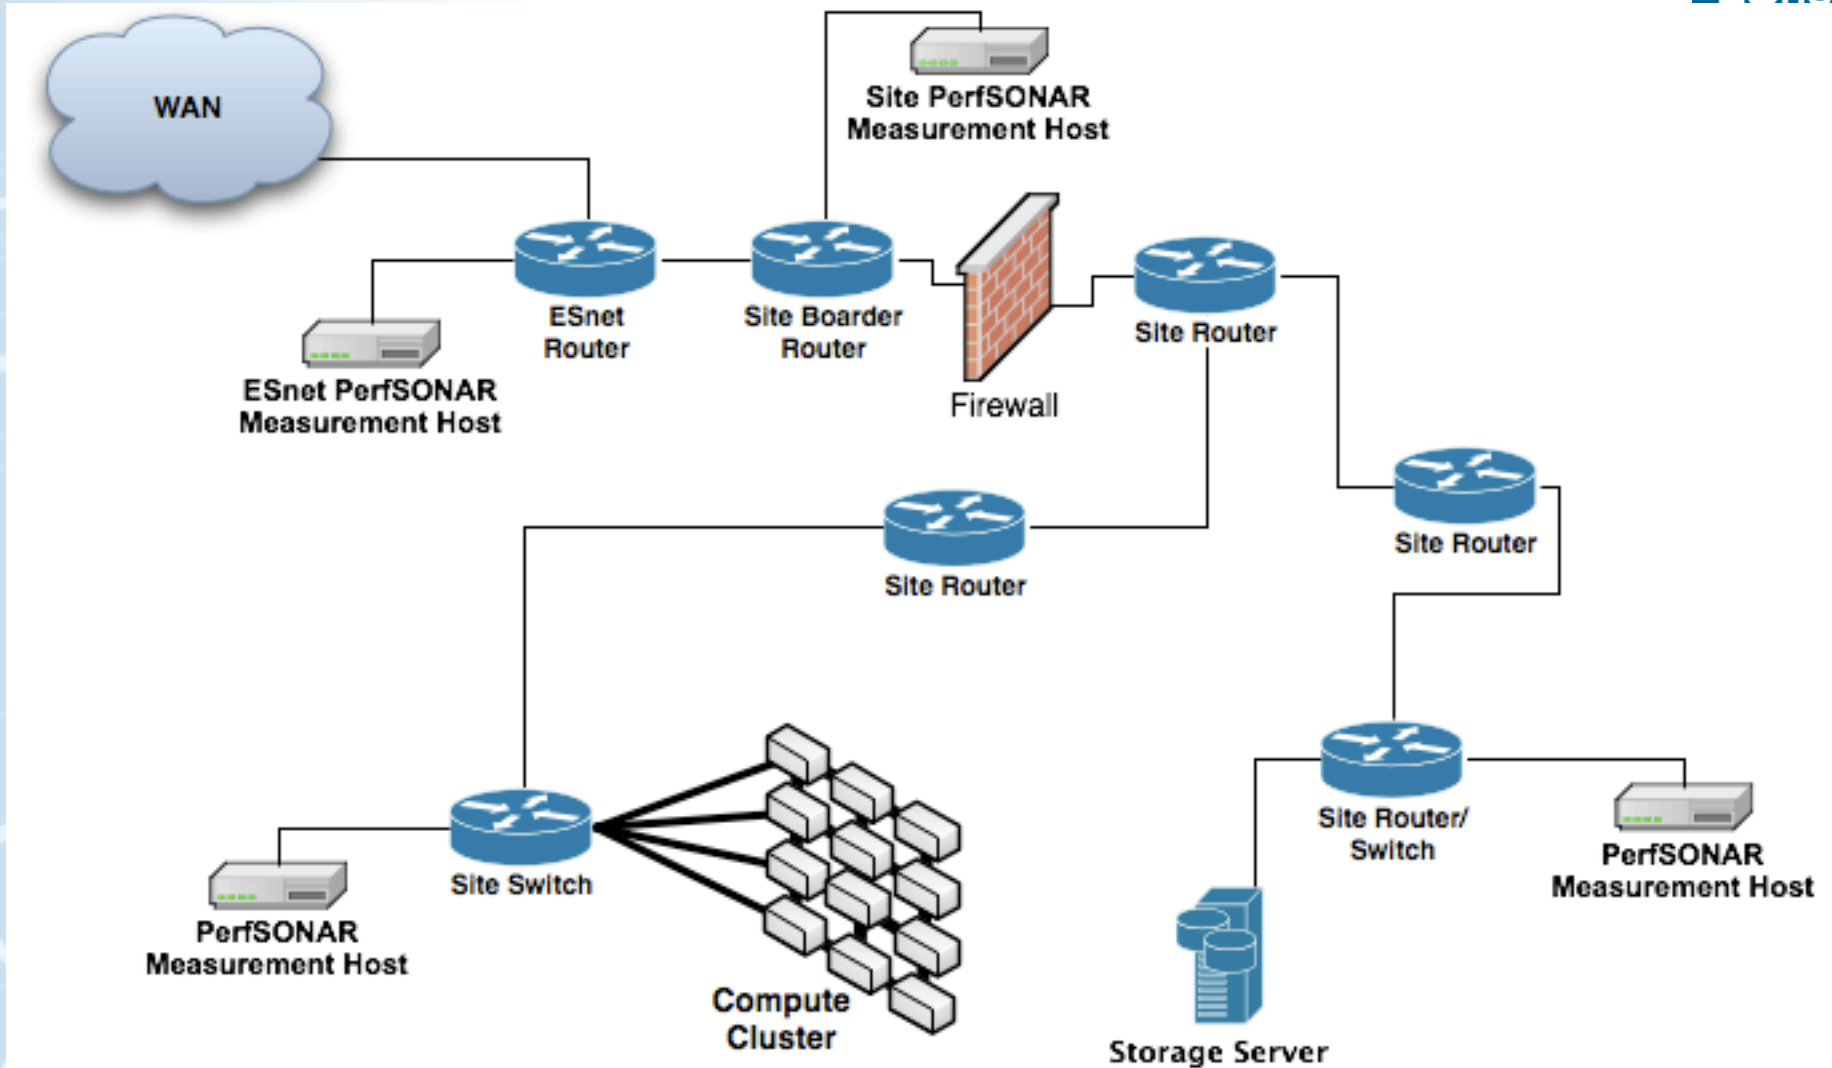 WAN
Site PerfSONAR
Measurement Host
ESnet
Router
Site Boarder
Router
Site Router
ESnet PerfSONAR
Measurement Host
Firewall
Site Router
Site Router
Site Router/
Switch
Site Switch
PerfSONAR
Measurement Host
PerfSONAR
Measurement Host
Compute
Cluster
Storage Server